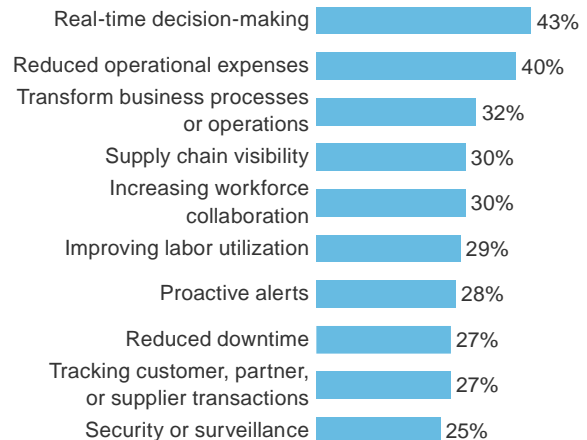 Real-time decision-making 43%
Reduced operational expenses 40%
Transform business processes
or operations 32%
Supply chain visibility 30%
Increasing workforce
collaboration 30%
Improving labor utilization 29%
Proactive alerts 28%
Reduced downtime 27%
Tracking customer, partner,
or supplier transactions 27%
Security or surveillance 25%